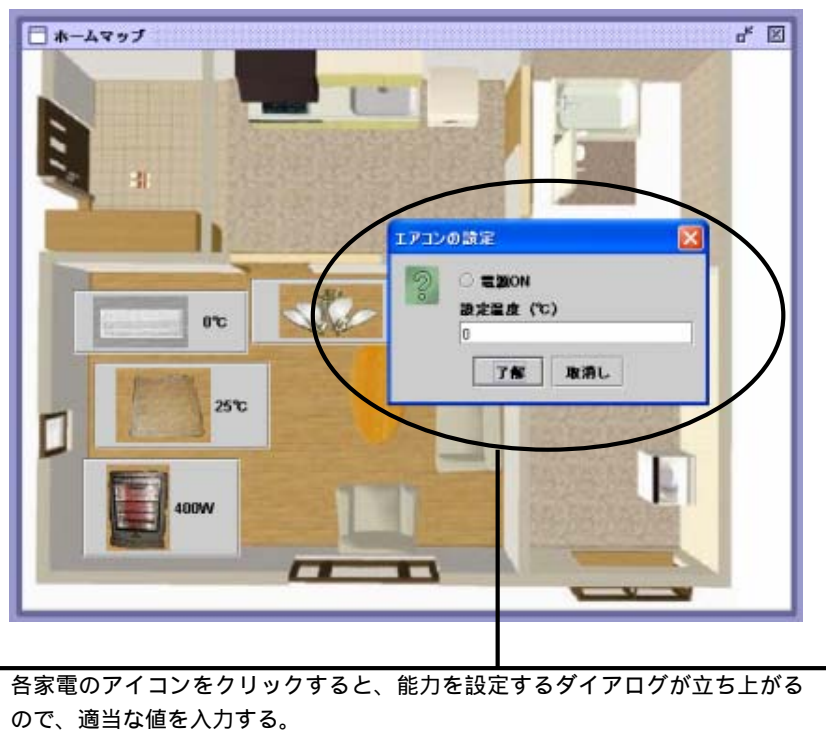 ホームマップ
エアコンの設定
電源ON
設定温度 (℃)
0
了解 取消し
0℃
25℃
400W
各家電のアイコンをクリックすると、能力を設定するダイアログが立ち上がる
ので、適当な値を入力する。